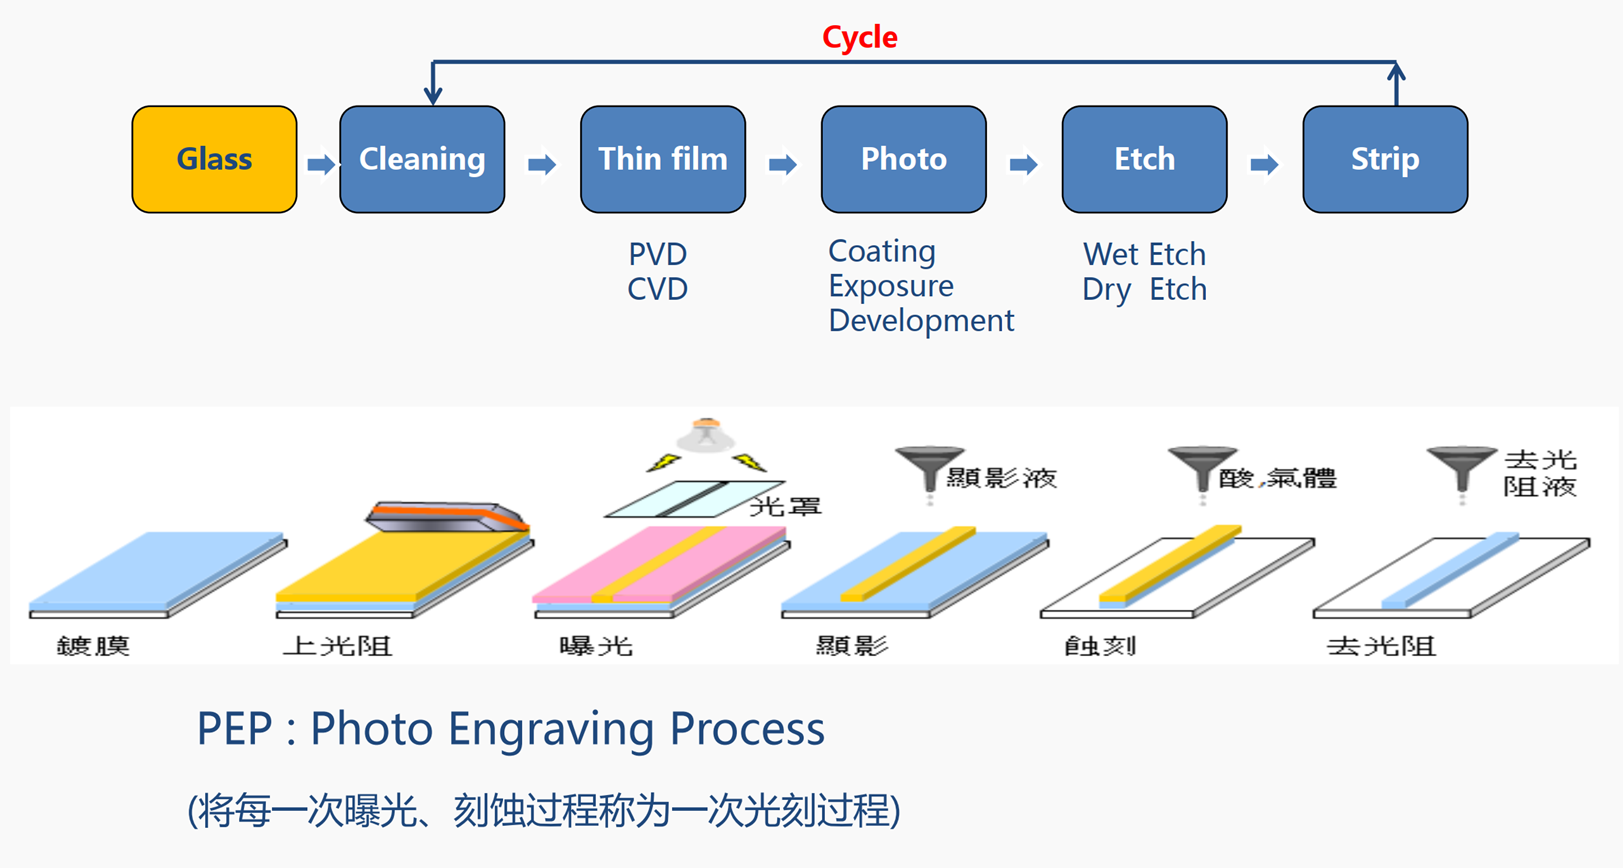 Cycle
Glass
Cleaning
Thin film
Photo
Etch
Strip
PVD
CVD
Coating
Exposure
Development
Wet Etch
Dry Etch
光罩
顯影液
酸,氣體
去光
阻液
鍍膜
上光阻
曝光
顯影
蝕刻
去光阻
PEP : Photo Engraving Process
(将每一次曝光、刻蚀过程称为一次光刻过程)